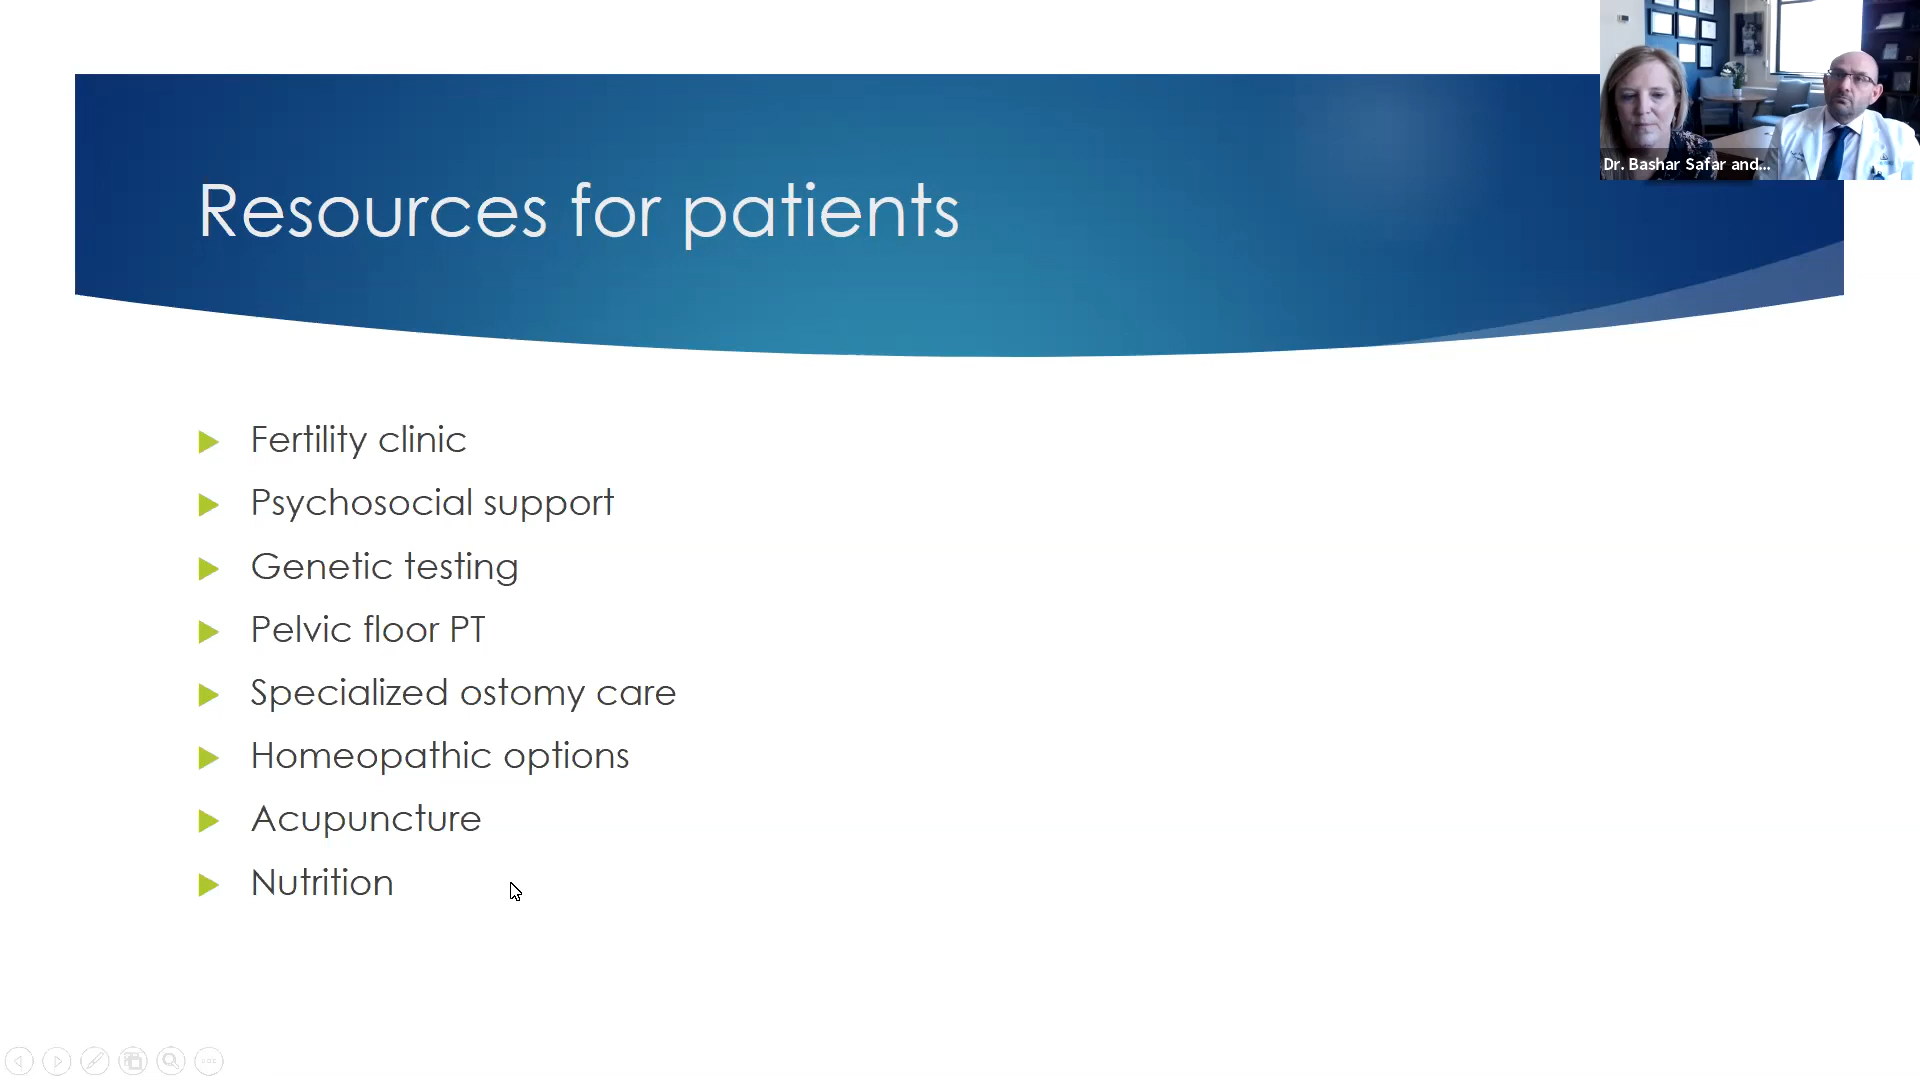 Dr. Bashar Safar and...
Resources for patients
Fertility clinic
Psychosocial support
Genetic testing
Pelvic floor PT
Specialized ostomy care
Homeopathic options
Acupuncture
Nutrition